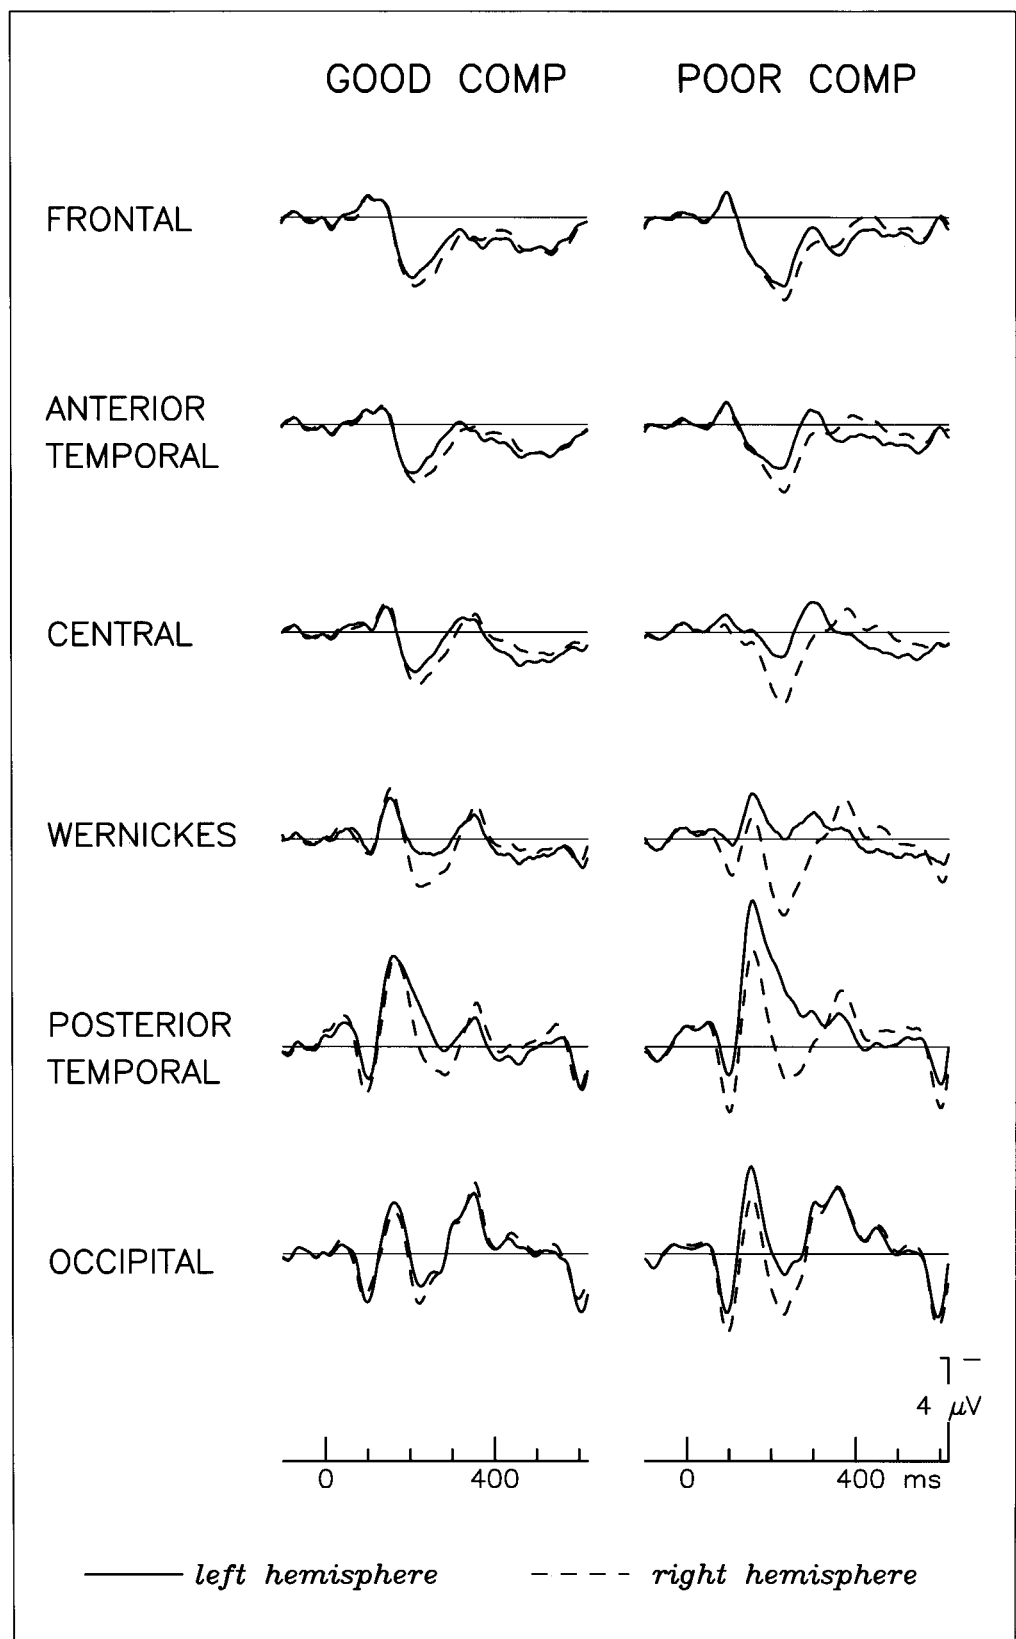 GOOD COMP POOR COMP
FRONTAL
ANTERIOR
TEMPORAL
CENTRAL
WERNICKES
POSTERIOR
TEMPORAL
OCCIPITAL
4 μV
0 400 0 400 ms
left hemisphere right hemisphere